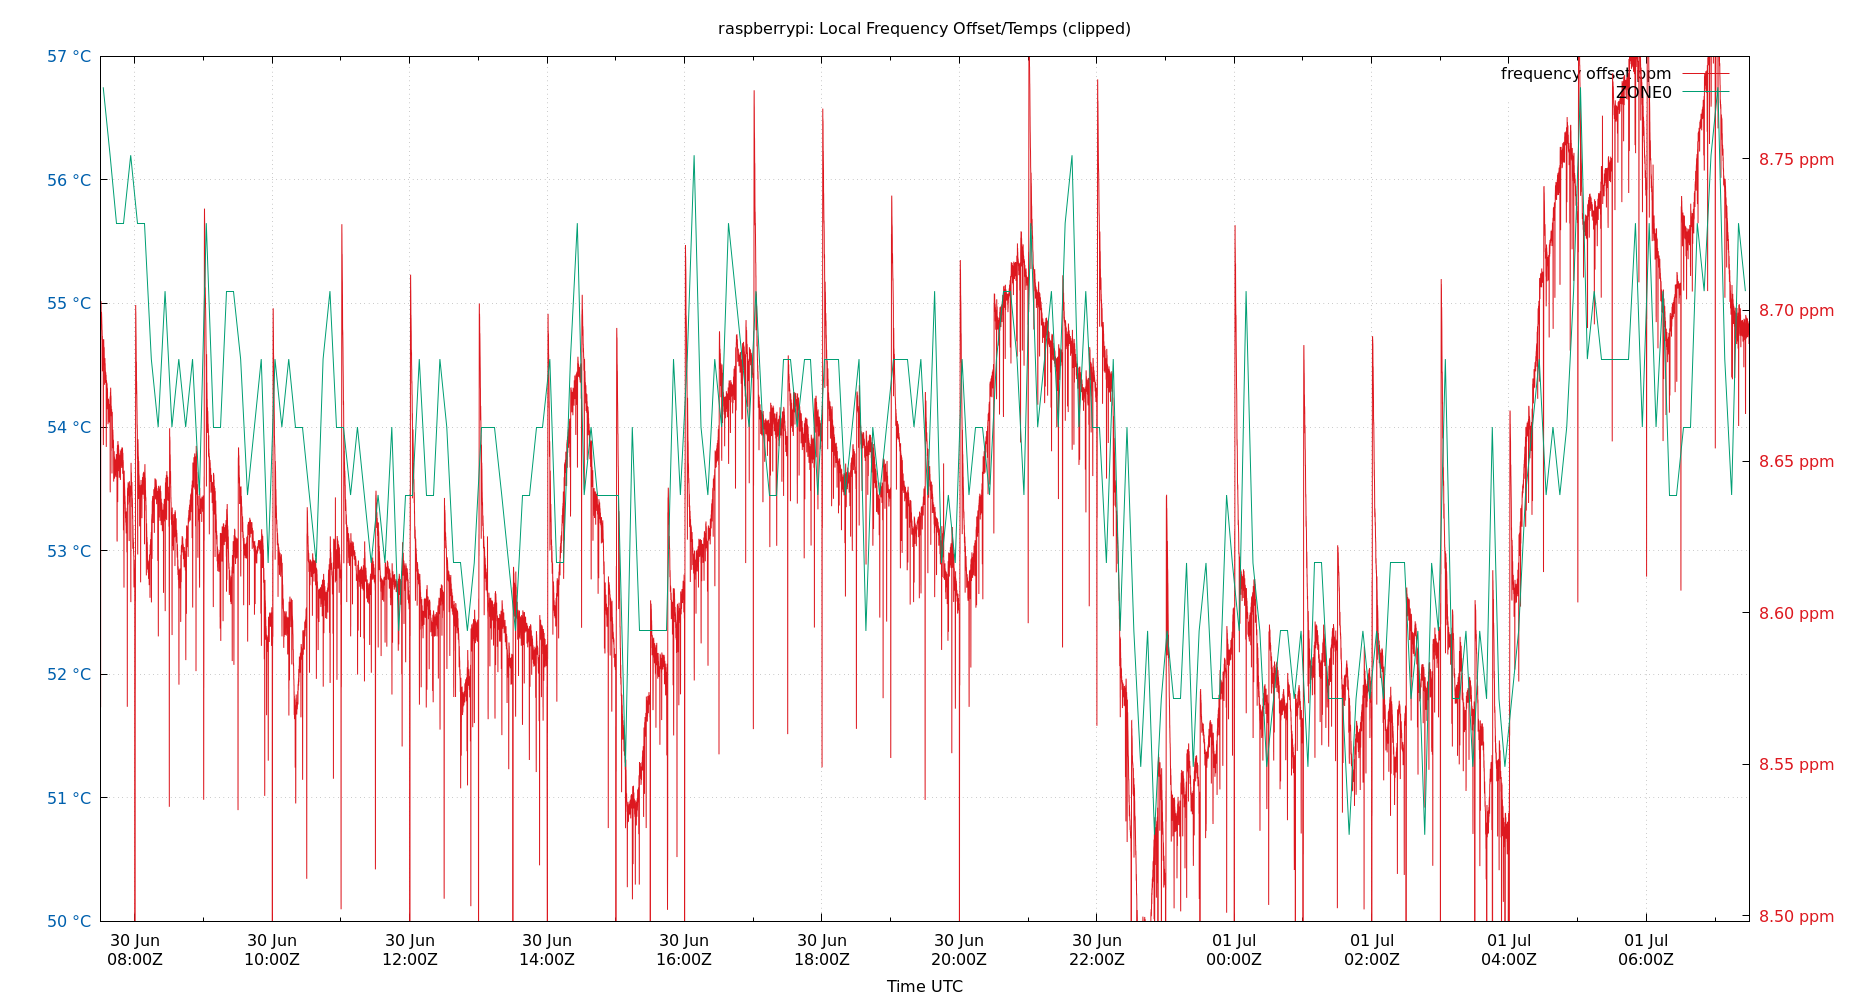 raspberrypi: Local Frequency Offset/Temps (clipped)
57 °C
56 °C
55 °C
54 °C
53 °C
52 °C
51 °C
50 °C
frequency offset ppm
ZONE0
8.75 ppm
8.70 ppm
8.65 ppm
8.60 ppm
8.55 ppm
8.50 ppm
30 Jun 30 Jun 30 Jun 30 Jun 30 Jun 30 Jun 30 Jun 30 Jun 01 Jul 01 Jul 01 Jul 01 Jul
08:00Z 10:00Z 12:00Z 14:00Z 16:00Z 18:00Z 20:00Z 22:00Z 00:00Z 02:00Z 04:00Z 06:00Z
Time UTC